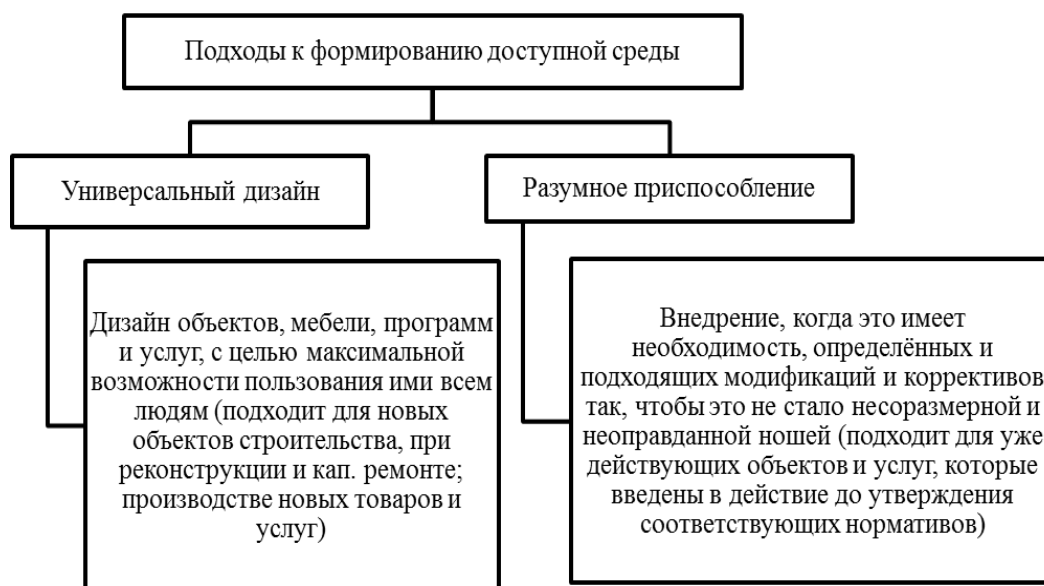 Подходы к формированию доступной среды
Универсальный дизайн
Дизайн объектов, мебели, программ
и услуг, с целью максимальной
возможности пользования ими всем
людям (подходит для новых
объектов строительства, при
реконструкции и кап. ремонте;
производстве новых товаров и
услуг)
Разумное приспособление
Внедрение, когда это имеет
необходимость, определённых и
подходящих модификаций и коррективов
так, чтобы это не стало несоразмерной и
неоправданной ношей (подходит для уже
действующих объектов и услуг, которые
введены в действие до утверждения
соответствующих нормативов)